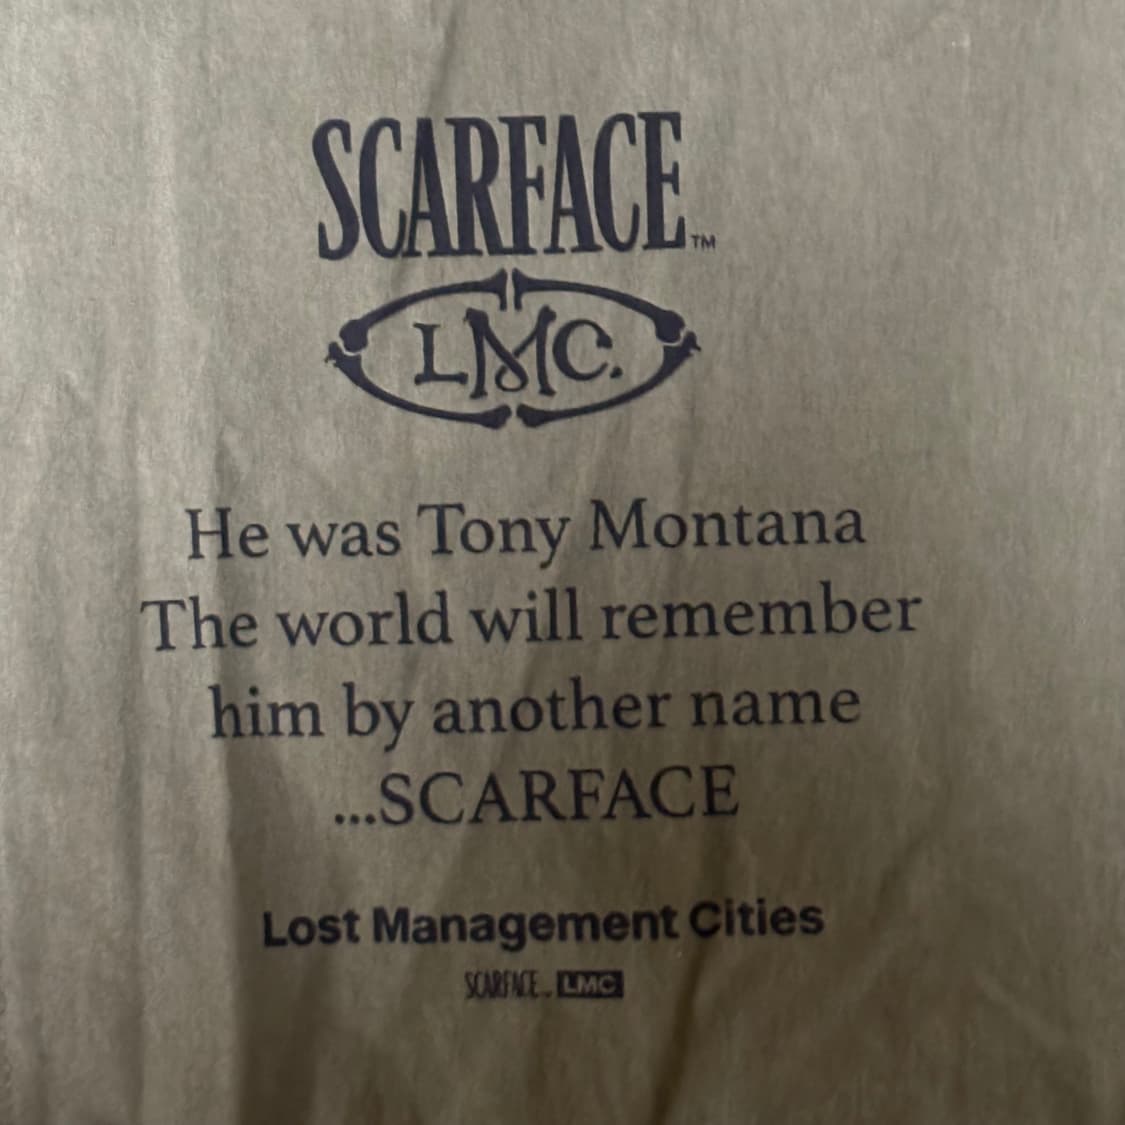 SCARFACE™
LMC.
He was Tony Montana
The world will remember
him by another name
...SCARFACE
Lost Management Cities
SCARFACE™ LMC